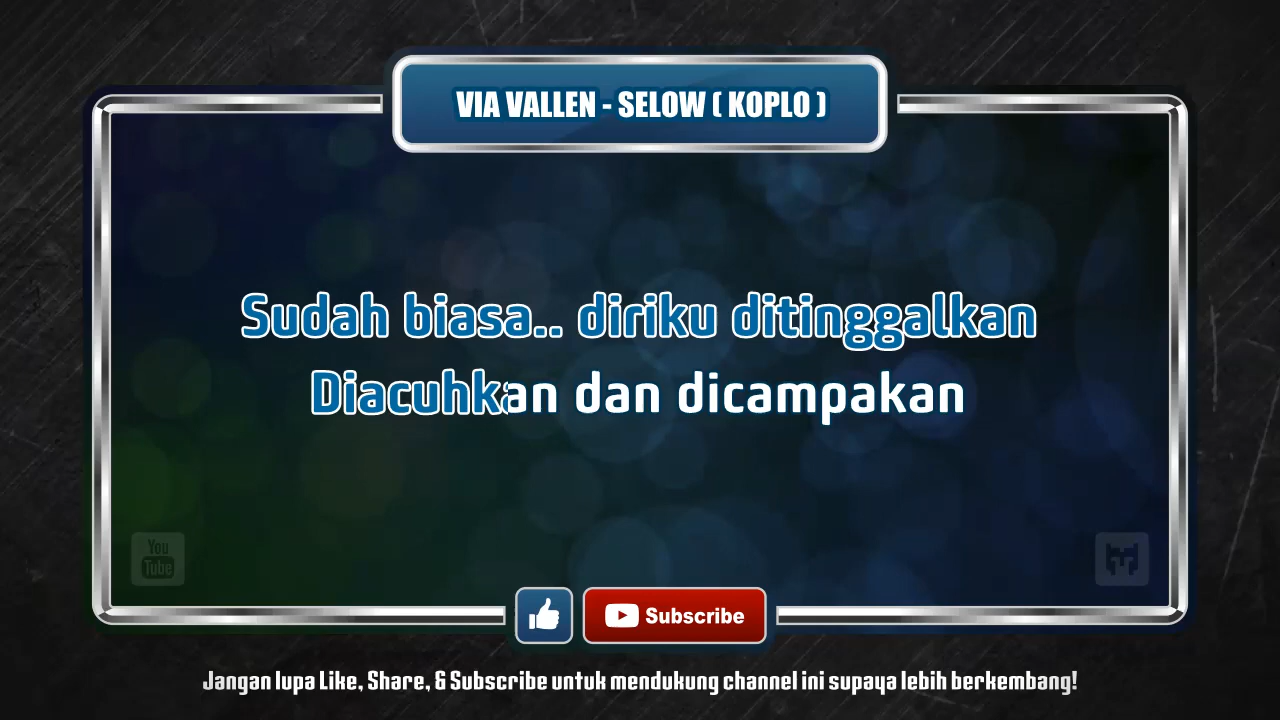 VIA VALLEN - SELOW ( KOPLO )
Sudah biasa.. diriku ditinggalkan
Diacuhkan dan dicampakan
You
Tube
Subscribe
Jangan lupa Like, Share, & Subscribe untuk mendukung channel ini supaya lebih berkembang!